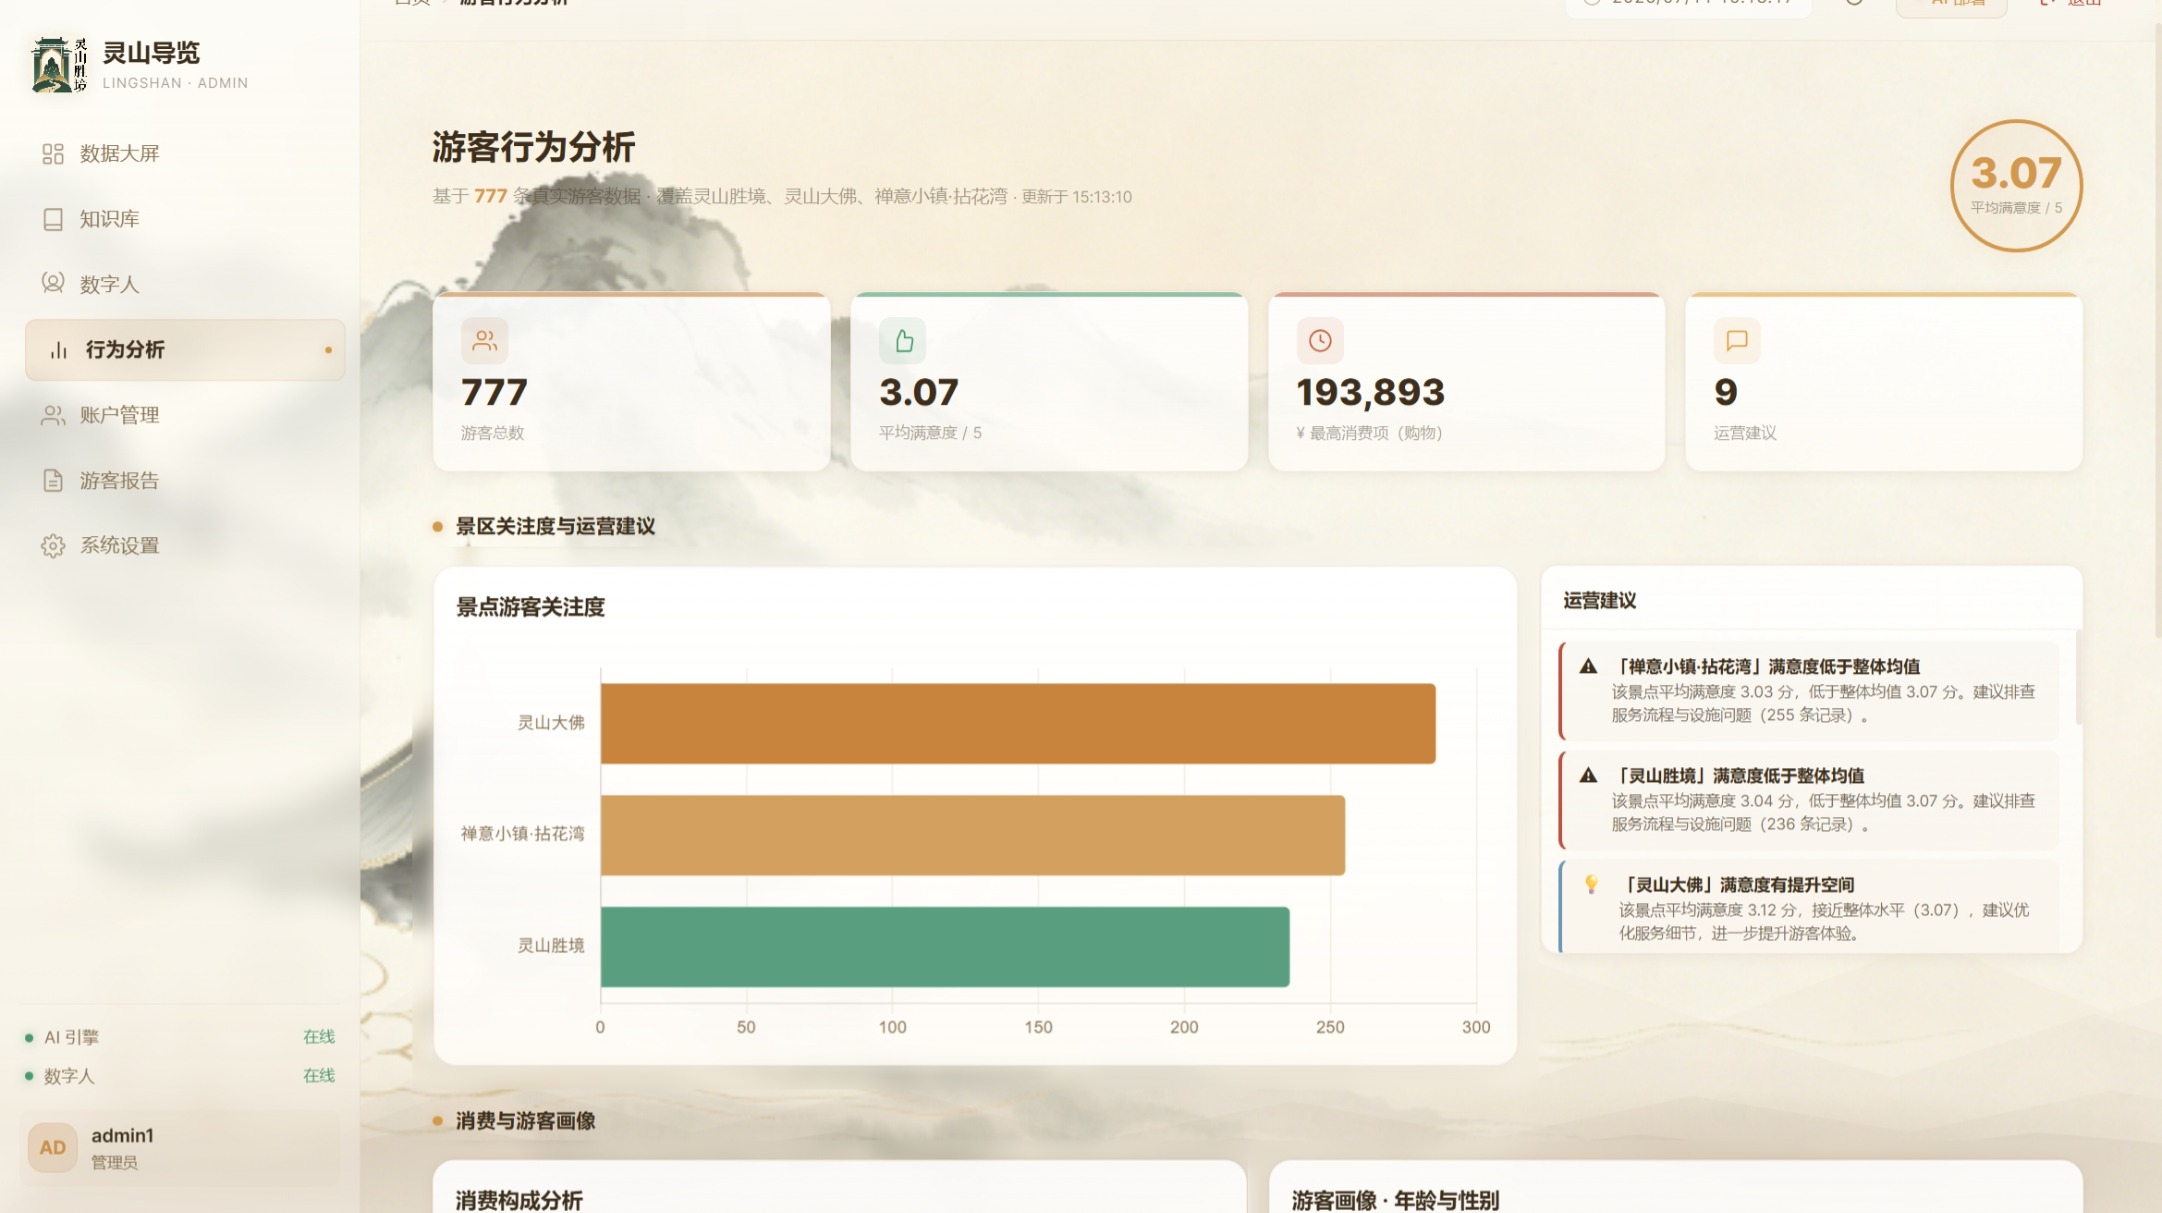 灵山胜境
灵山导览
LINGSHAN · ADMIN
数据大屏
知识库
数字人
行为分析
账户管理
游客报告
系统设置
AI 引擎 在线
数字人 在线
AD
admin1
管理员
游客行为分析
游客行为分析
基于 777 条真实游客数据 · 覆盖灵山胜境、灵山大佛、禅意小镇·拈花湾 · 更新于 15:13:10
3.07
平均满意度 / 5
777
游客总数
3.07
平均满意度 / 5
193,893
¥ 最高消费项（购物）
9
运营建议
景区关注度与运营建议
景点游客关注度
灵山大佛
禅意小镇·拈花湾
灵山胜境
0 50 100 150 200 250 300
运营建议
「禅意小镇·拈花湾」满意度低于整体均值
该景点平均满意度 3.03 分，低于整体均值 3.07 分。建议排查
服务流程与设施问题（255 条记录）。
「灵山胜境」满意度低于整体均值
该景点平均满意度 3.04 分，低于整体均值 3.07 分。建议排查
服务流程与设施问题（236 条记录）。
「灵山大佛」满意度有提升空间
该景点平均满意度 3.12 分，接近整体水平（3.07），建议优
化服务细节，进一步提升游客体验。
消费与游客画像
消费构成分析
游客画像 · 年龄与性别